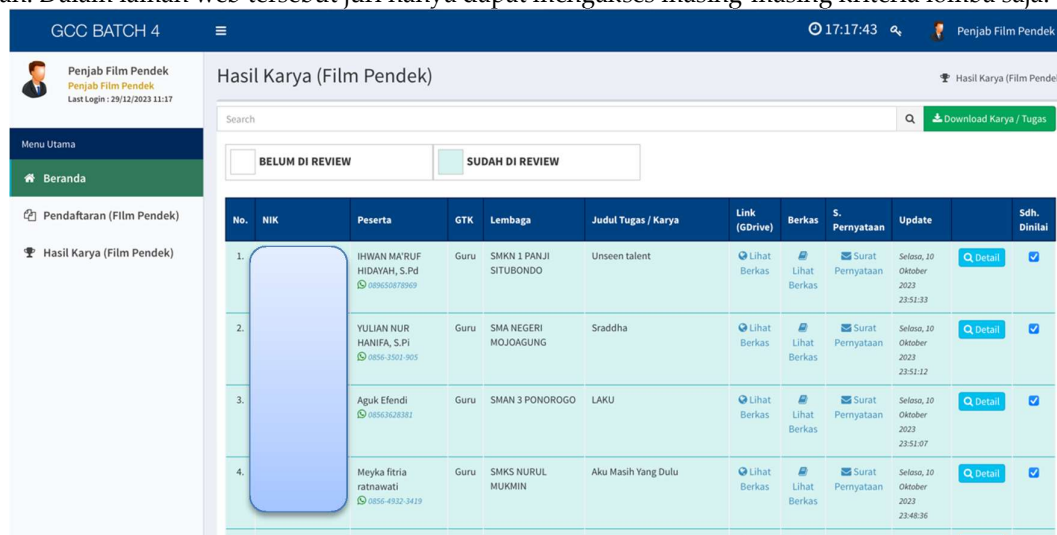 an. Dalam laman web tersebut juri hanya dapat mengakses masing-masing kriteria lomba saja.
GCC BATCH 4
17:17:43
Penjab Film Pendek
Penjab Film Pendek
Penjab Film Pendek
Last Login : 29/12/2023 11:17
Hasil Karya (Film Pendek)
Hasil Karya (Film Pendek
Search
Download Karya / Tugas
Menu Utama
Beranda
Pendaftaran (FIlm Pendek)
Hasil Karya (Film Pendek)
BELUM DI REVIEW
SUDAH DI REVIEW
No. NIK Peserta GTK Lembaga Judul Tugas / Karya Link (GDrive) Berkas S. Pernyataan Update Sdh. Dinilai
1. IHWAN MA'RUF Guru SMKN 1 PANJI Unseen talent Lihat Surat Selasa, 10 Detail
HIDAYAH, S.Pd SITUBONDO Berkas Lihat Pernyataan Oktober
089650878969 Berkas 2023
23:51:33
2. YULIAN NUR Guru SMA NEGERI Sraddha Lihat Surat Selasa, 10 Detail
HANIFA, S.Pi MOJOAGUNG Berkas Lihat Pernyataan Oktober
0856-3501-905 Berkas 2023
23:51:12
3. Aguk Efendi Guru SMAN 3 PONOROGO LAKU Lihat Surat Selasa, 10 Detail
08563628381 Berkas Lihat Pernyataan Oktober
Berkas 2023
23:51:07
4. Meyka fitria Guru SMKS NURUL Aku Masih Yang Dulu Lihat Surat Selasa, 10 Detail
ratnawati MUKMIN Berkas Lihat Pernyataan Oktober
0856-4932-3419 Berkas 2023
23:48:36